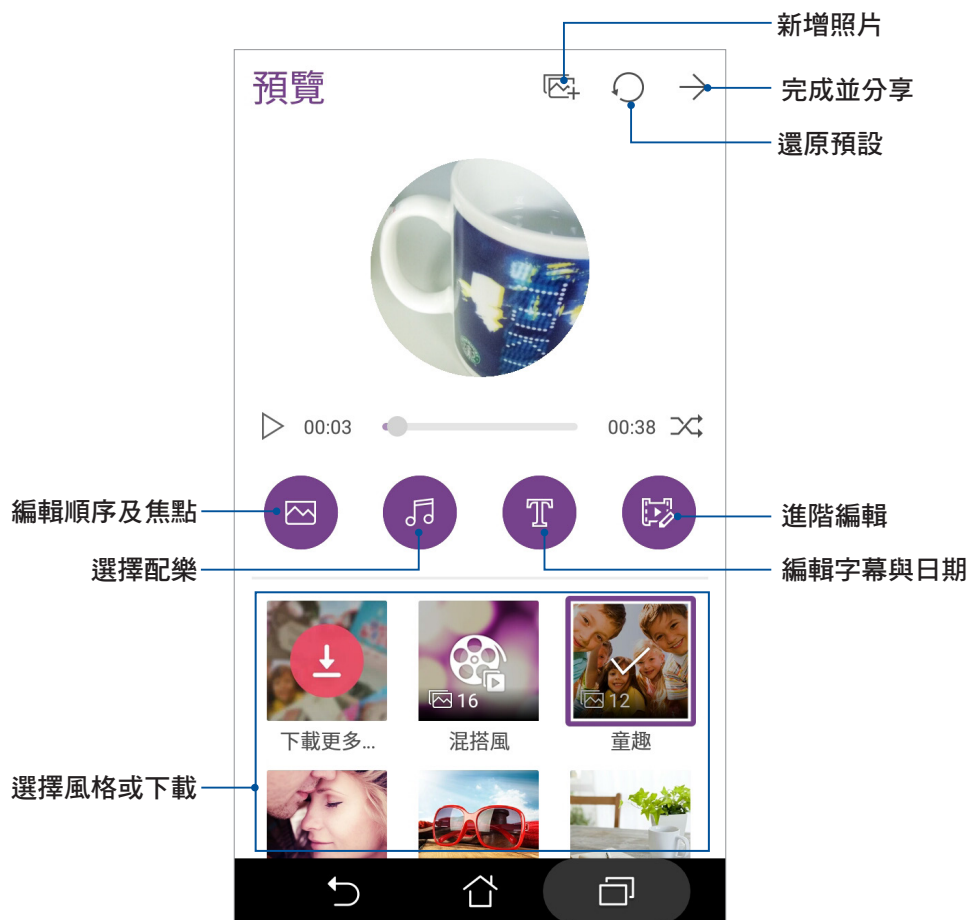 新增照片
預覽
完成並分享
還原預設
00:03
00:38
編輯順序及焦點
進階編輯
選擇配樂
編輯字幕與日期
16
12
下載更多...
混搭風
童趣
選擇風格或下載